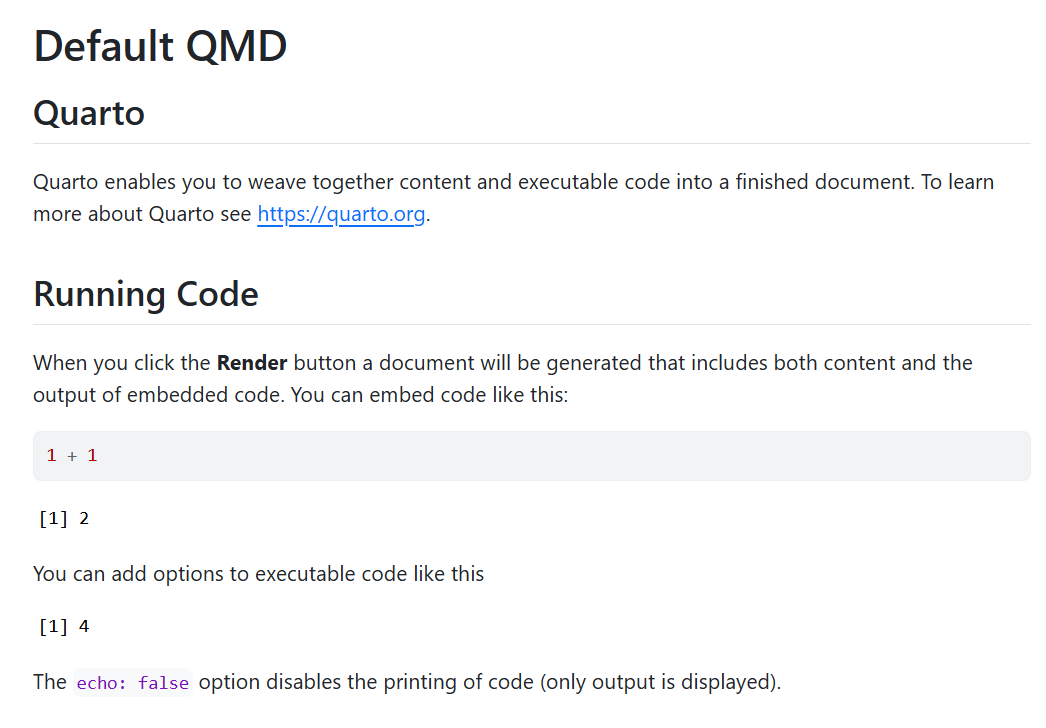 Default QMD
Quarto
Quarto enables you to weave together content and executable code into a finished document. To learn
more about Quarto see https://quarto.org.
Running Code
When you click the Render button a document will be generated that includes both content and the
output of embedded code. You can embed code like this:
1 + 1
[1] 2
You can add options to executable code like this
[1] 4
The echo: false option disables the printing of code (only output is displayed).